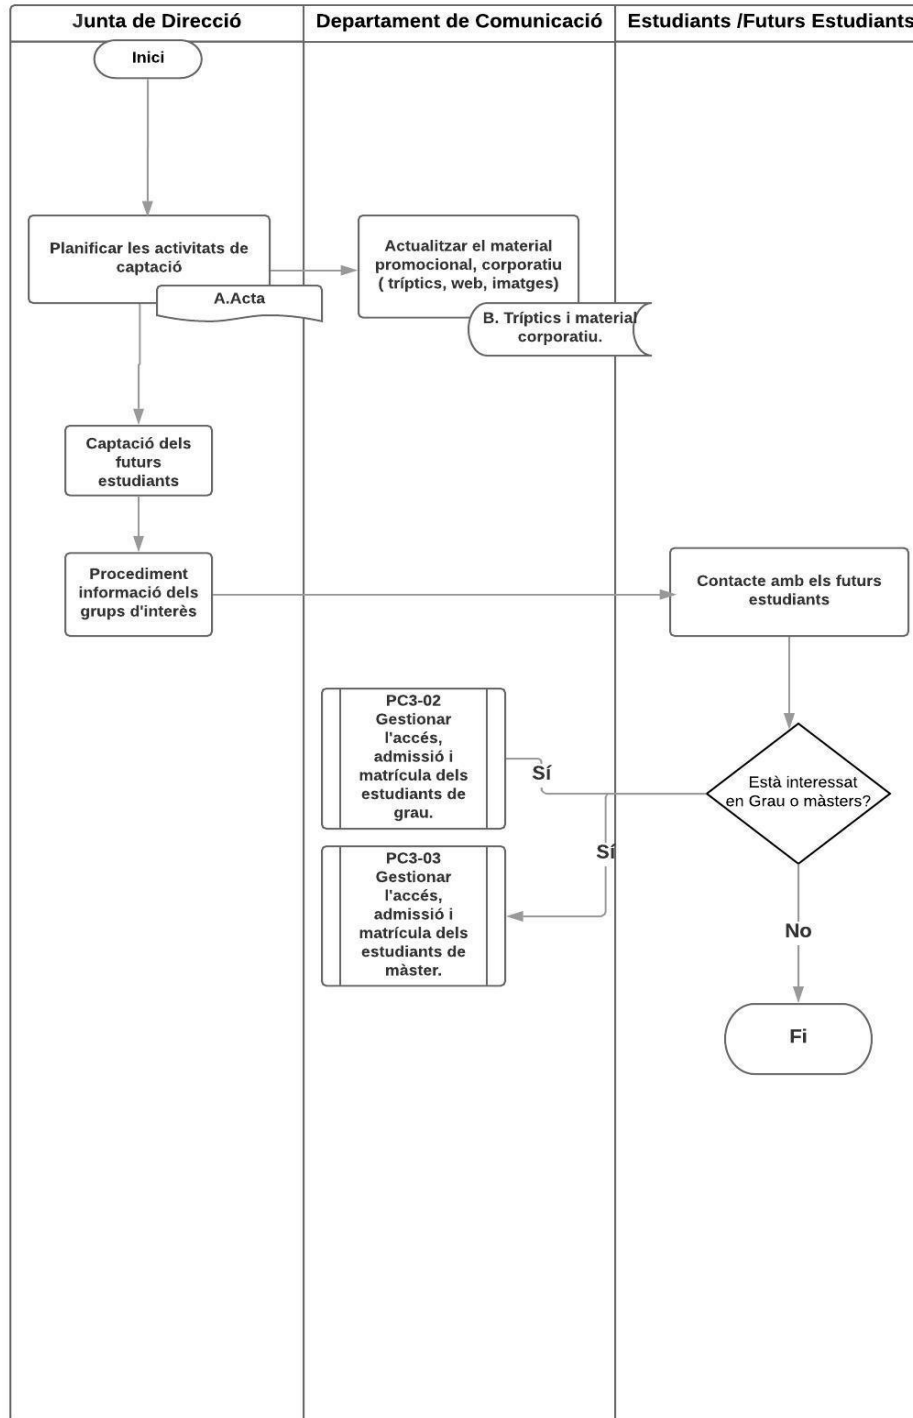 Junta de Direcció
Departament de Comunicació
Estudiants /Futurs Estudiants
Inici
Planificar les activitats de
captació
A.Acta
Actualitzar el material
promocional, corporatiu
( tríptics, web, imatges)
B. Tríptics i material
corporatiu.
Captació dels
futurs
estudiants
Procediment
informació dels
grups d'interès
Contacte amb els futurs
estudiants
PC3-02
Gestionar
l'accés,
admissió i
matrícula dels
estudiants de
grau.
Sí
Està interessat
en Grau o màsters?
Sí
PC3-03
Gestionar
l'accés,
admissió i
matrícula dels
estudiants de
màster.
No
Fi